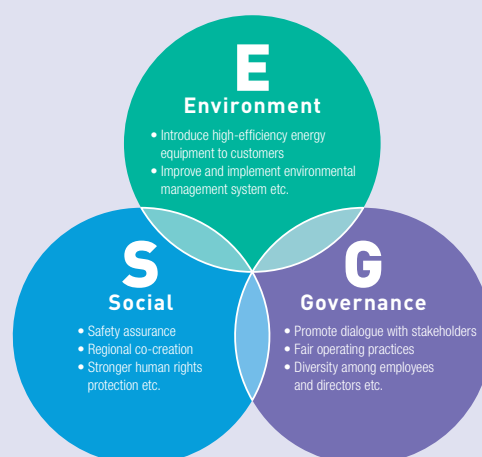 E
Environment
• Introduce high-efficiency energy
equipment to customers
• Improve and implement environmental
management system etc.
S
Social
• Safety assurance
• Regional co-creation
• Stronger human rights
protection etc.
G
Governance
• Promote dialogue with stakeholders
• Fair operating practices
• Diversity among employees
and directors etc.